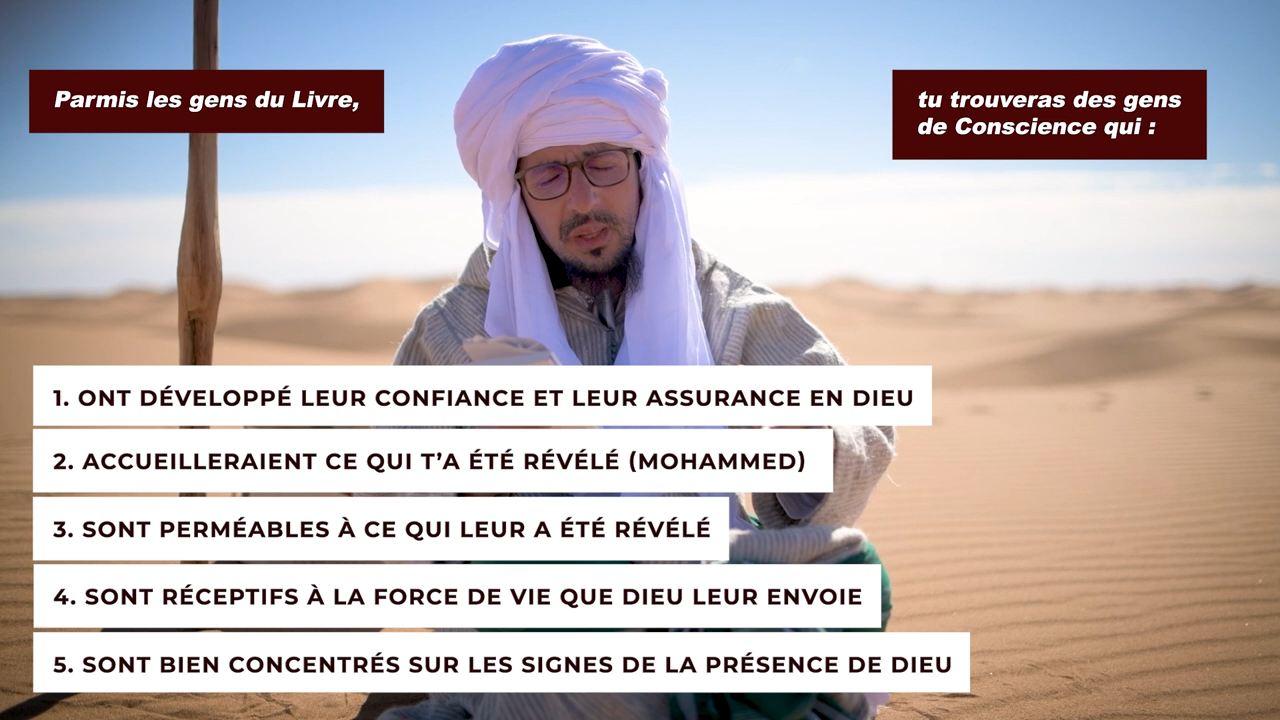 Parmis les gens du Livre,
tu trouveras des gens
de Conscience qui :
1. ONT DÉVELOPPÉ LEUR CONFIANCE ET LEUR ASSURANCE EN DIEU
2. ACCUEILLERAIENT CE QUI T’A ÉTÉ RÉVÉLÉ (MOHAMMED)
3. SONT PERMÉABLES À CE QUI LEUR A ÉTÉ RÉVÉLÉ
4. SONT RÉCEPTIFS À LA FORCE DE VIE QUE DIEU LEUR ENVOIE
5. SONT BIEN CONCENTRÉS SUR LES SIGNES DE LA PRÉSENCE DE DIEU